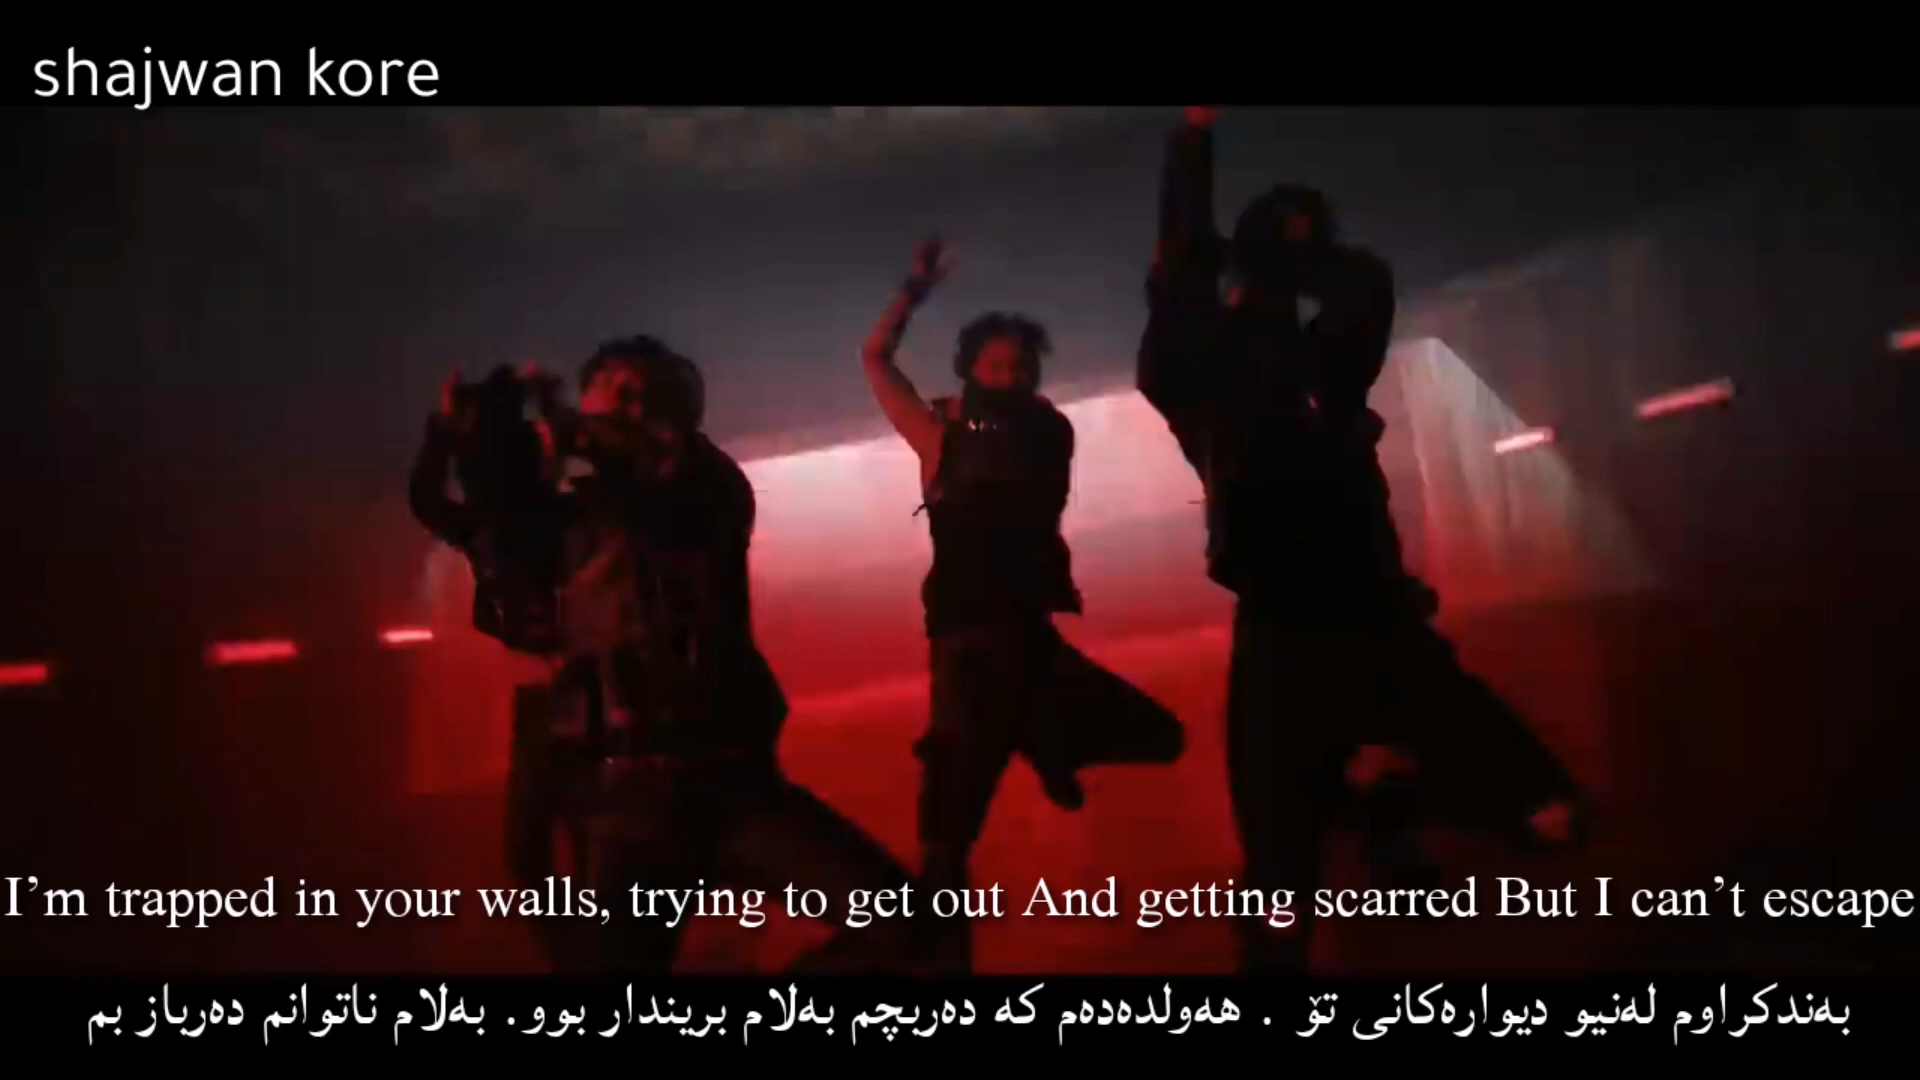 shajwan kore
I’m trapped in your walls, trying to get out And getting scarred But I can’t escape
بەندکراوم لەنیو دیوارەکانی تۆ . هەولدەدەم کە دەربچم بەلام بریندار بوو. بەلام ناتوانم دەرباز بم